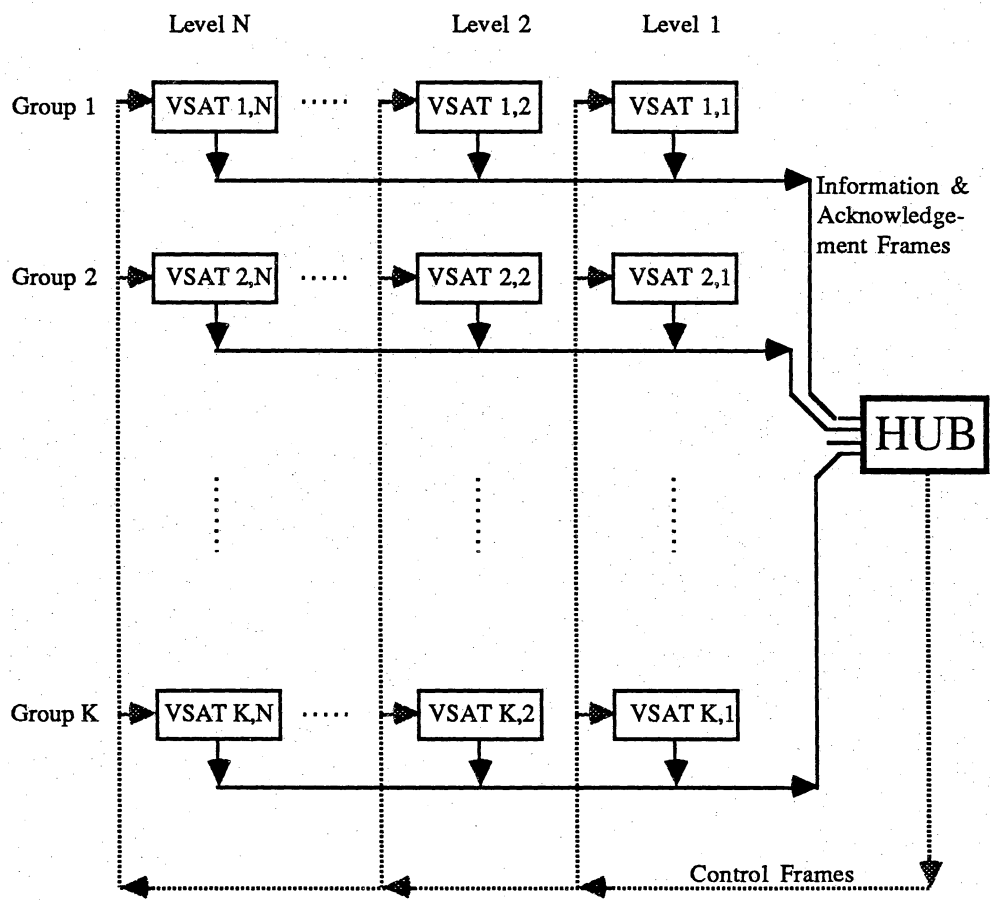 Level N Level 2 Level 1
Group 1 VSAT 1,N ..... VSAT 1,2 VSAT 1,1
Information &
Acknowledge-
ment Frames
Group 2 VSAT 2,N ..... VSAT 2,2 VSAT 2,1
HUB
Group K VSAT K,N ..... VSAT K,2 VSAT K,1
Control Frames